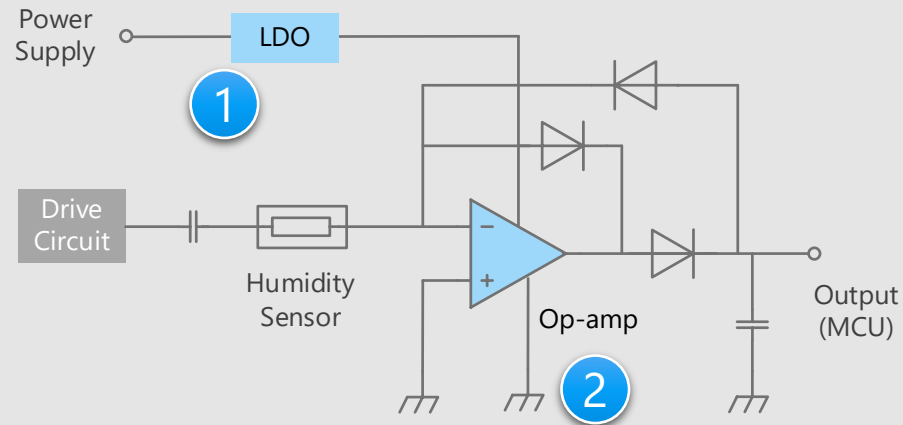 Power
Supply
LDO
1
Drive
Circuit
Humidity
Sensor
−
+
Op-amp
2
Output
(MCU)